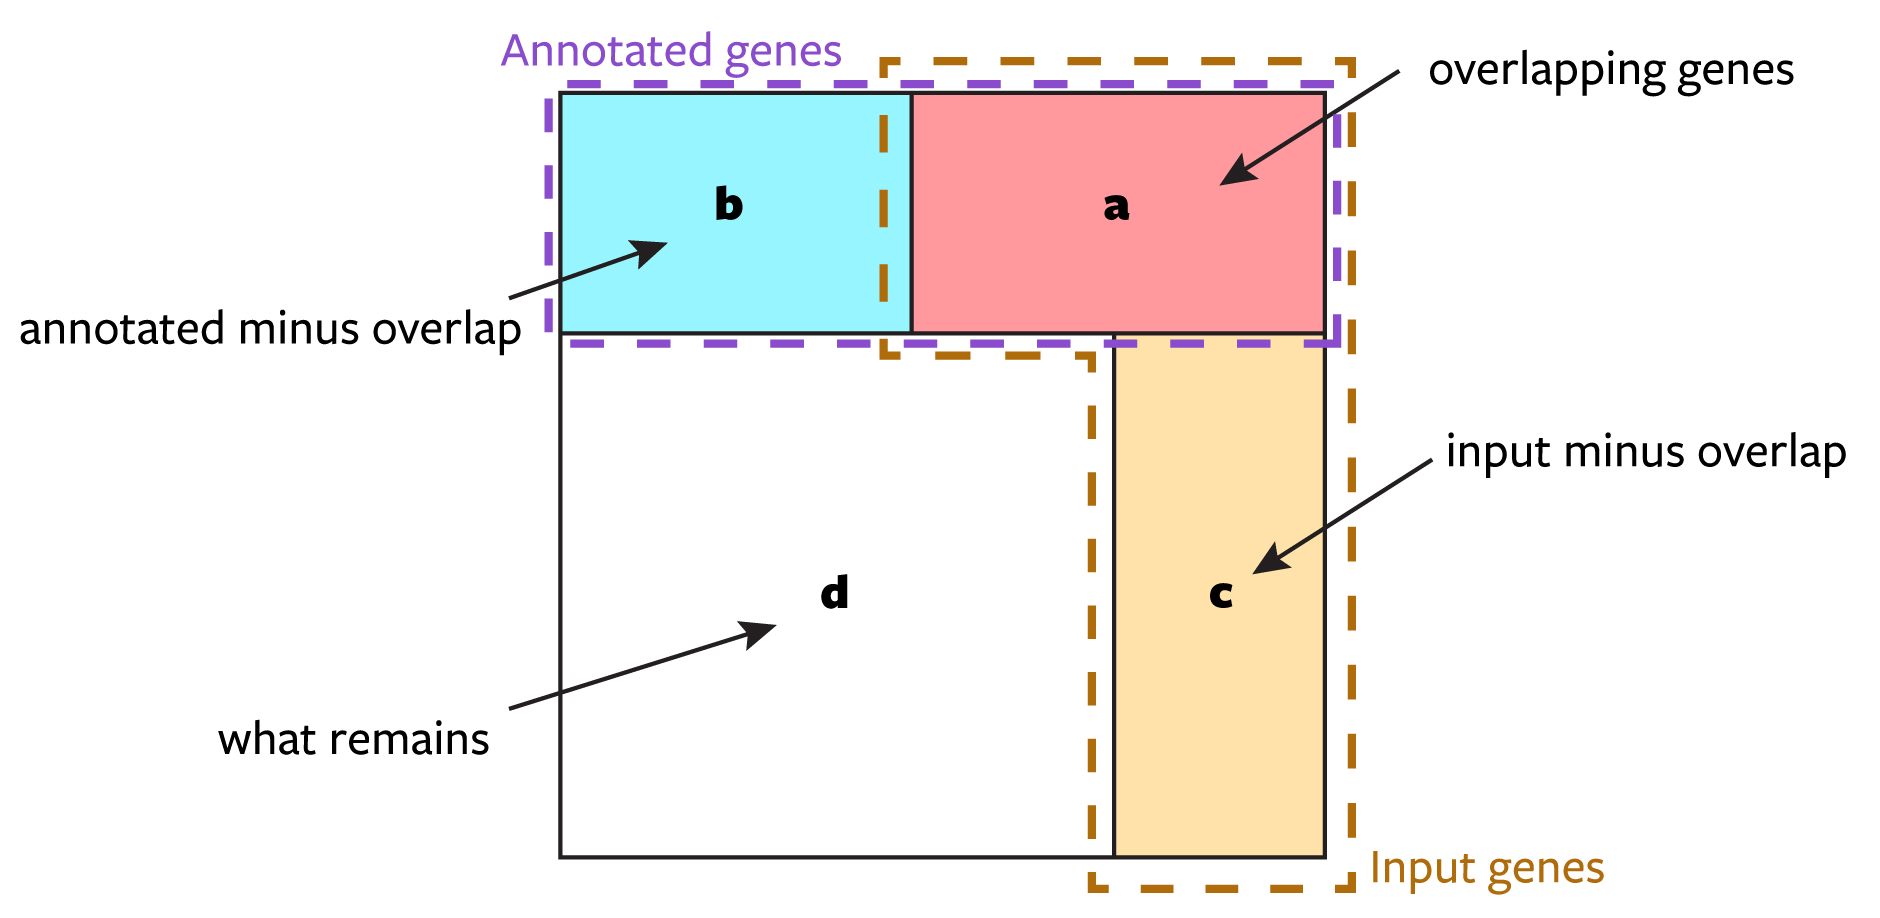 Annotated genes
overlapping genes
b
a
annotated minus overlap
input minus overlap
d
c
what remains
Input genes